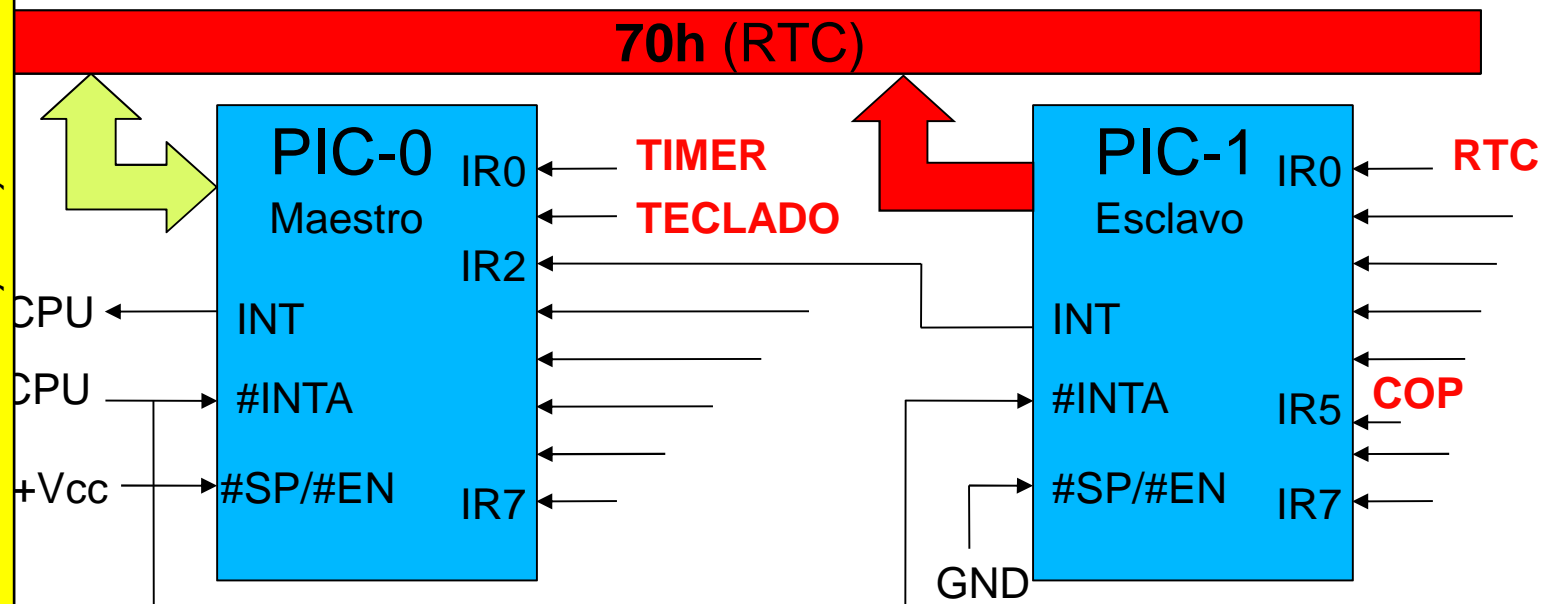 70h (RTC)
PIC-0
Maestro
IR0
TIMER
TECLADO
IR2
CPU
INT
CPU
#INTA
+Vcc
#SP/#EN
IR7
PIC-1
Esclavo
IR0
RTC
INT
#INTA
IR5
COP
#SP/#EN
IR7
GND